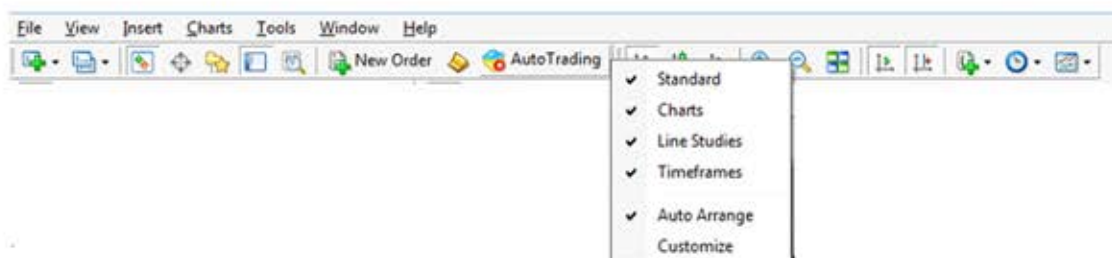 File View Insert Charts Tools Window Help
New Order AutoTrading
Standard
Charts
Line Studies
Timeframes
Auto Arrange
Customize